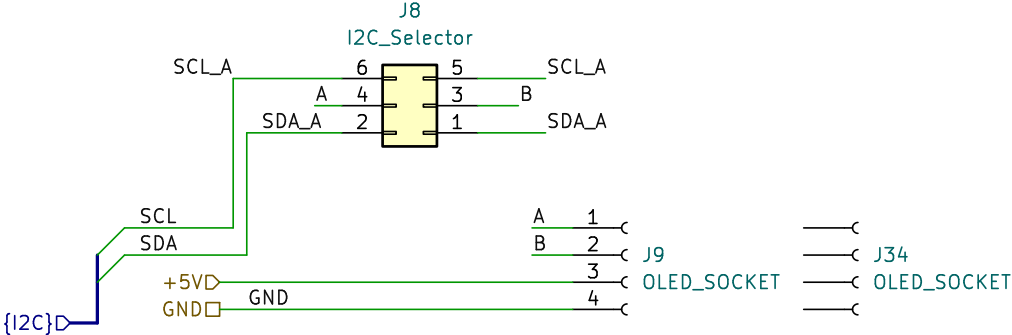 J8
I2C_Selector
SCL_A 6 5 SCL_A
A 4 3 B
SDA_A 2 1 SDA_A
SCL
SDA
A 1
B 2 J9 J34
+5V 3 OLED_SOCKET OLED_SOCKET
GND GND 4
{I2C}